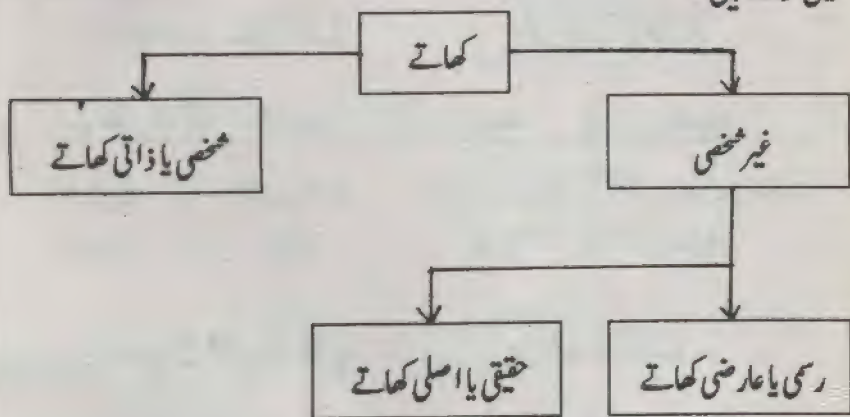 کھاتے
غیر شخصی
شخصی یا ذاتی کھاتے
رسمی یا عارضی کھاتے
حقیقی یا اصلی کھاتے